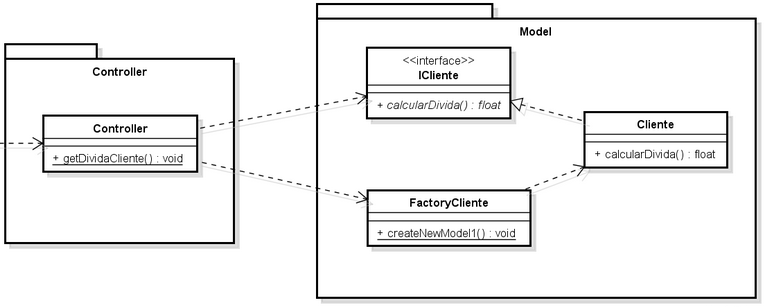 Controller
Controller
+ getDividaCliente() : void
Model
<<interface>>
ICliente
+ calcularDivida() : float
Cliente
+ calcularDivida() : float
FactoryCliente
+ createNewModel1() : void